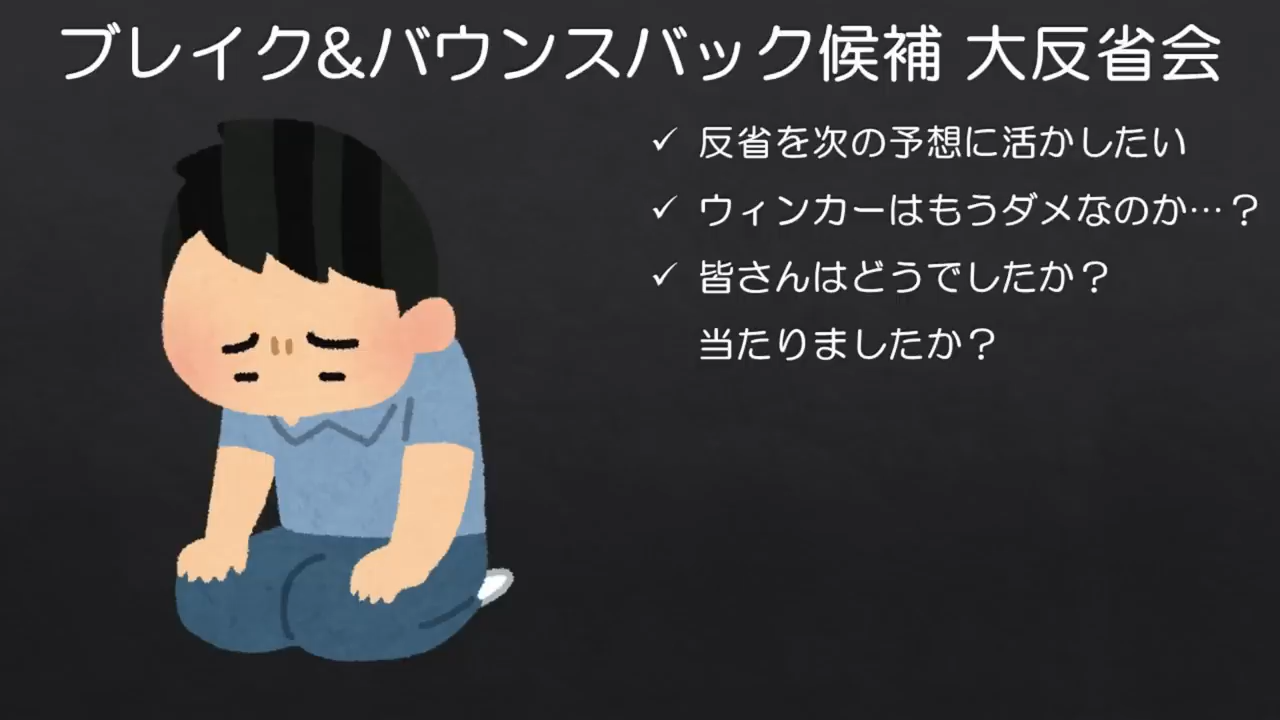 ブレイク&バウンスバック候補 大反省会
✓ 反省を次の予想に活かしたい
✓ ウィンカーはもうダメなのか…？
✓ 皆さんはどうでしたか？
当たりましたか？